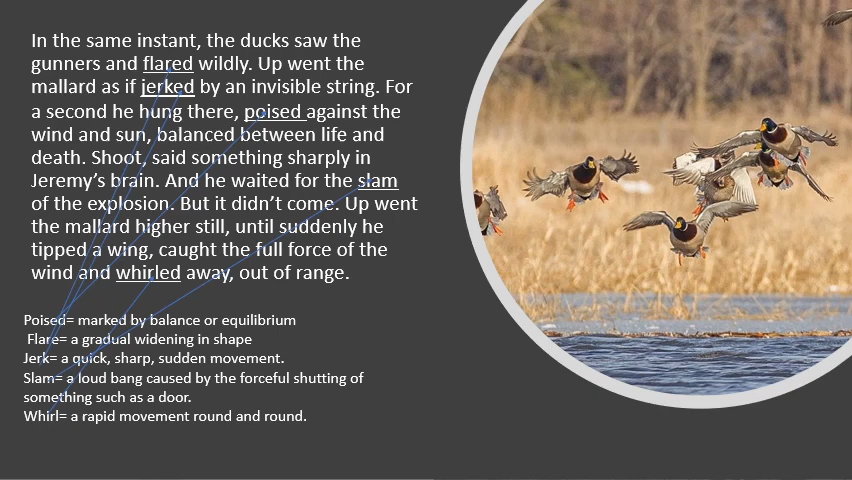 In the same instant, the ducks saw the
gunners and flared wildly. Up went the
mallard as if jerked by an invisible string. For
a second he hung there, poised against the
wind and sun, balanced between life and
death. Shoot, said something sharply in
Jeremy’s brain. And he waited for the slam
of the explosion. But it didn’t come. Up went
the mallard higher still, until suddenly he
tipped a wing, caught the full force of the
wind and whirled away, out of range.
Poised= marked by balance or equilibrium
Flare= a gradual widening in shape
Jerk= a quick, sharp, sudden movement.
Slam= a loud bang caused by the forceful shutting of
something such as a door.
Whirl= a rapid movement round and round.